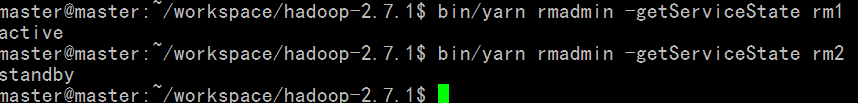 master@master:~/workspace/hadoop-2.7.1$ bin/yarn rmadmin -getServiceState rm1
active
master@master:~/workspace/hadoop-2.7.1$ bin/yarn rmadmin -getServiceState rm2
standby
master@master:~/workspace/hadoop-2.7.1$